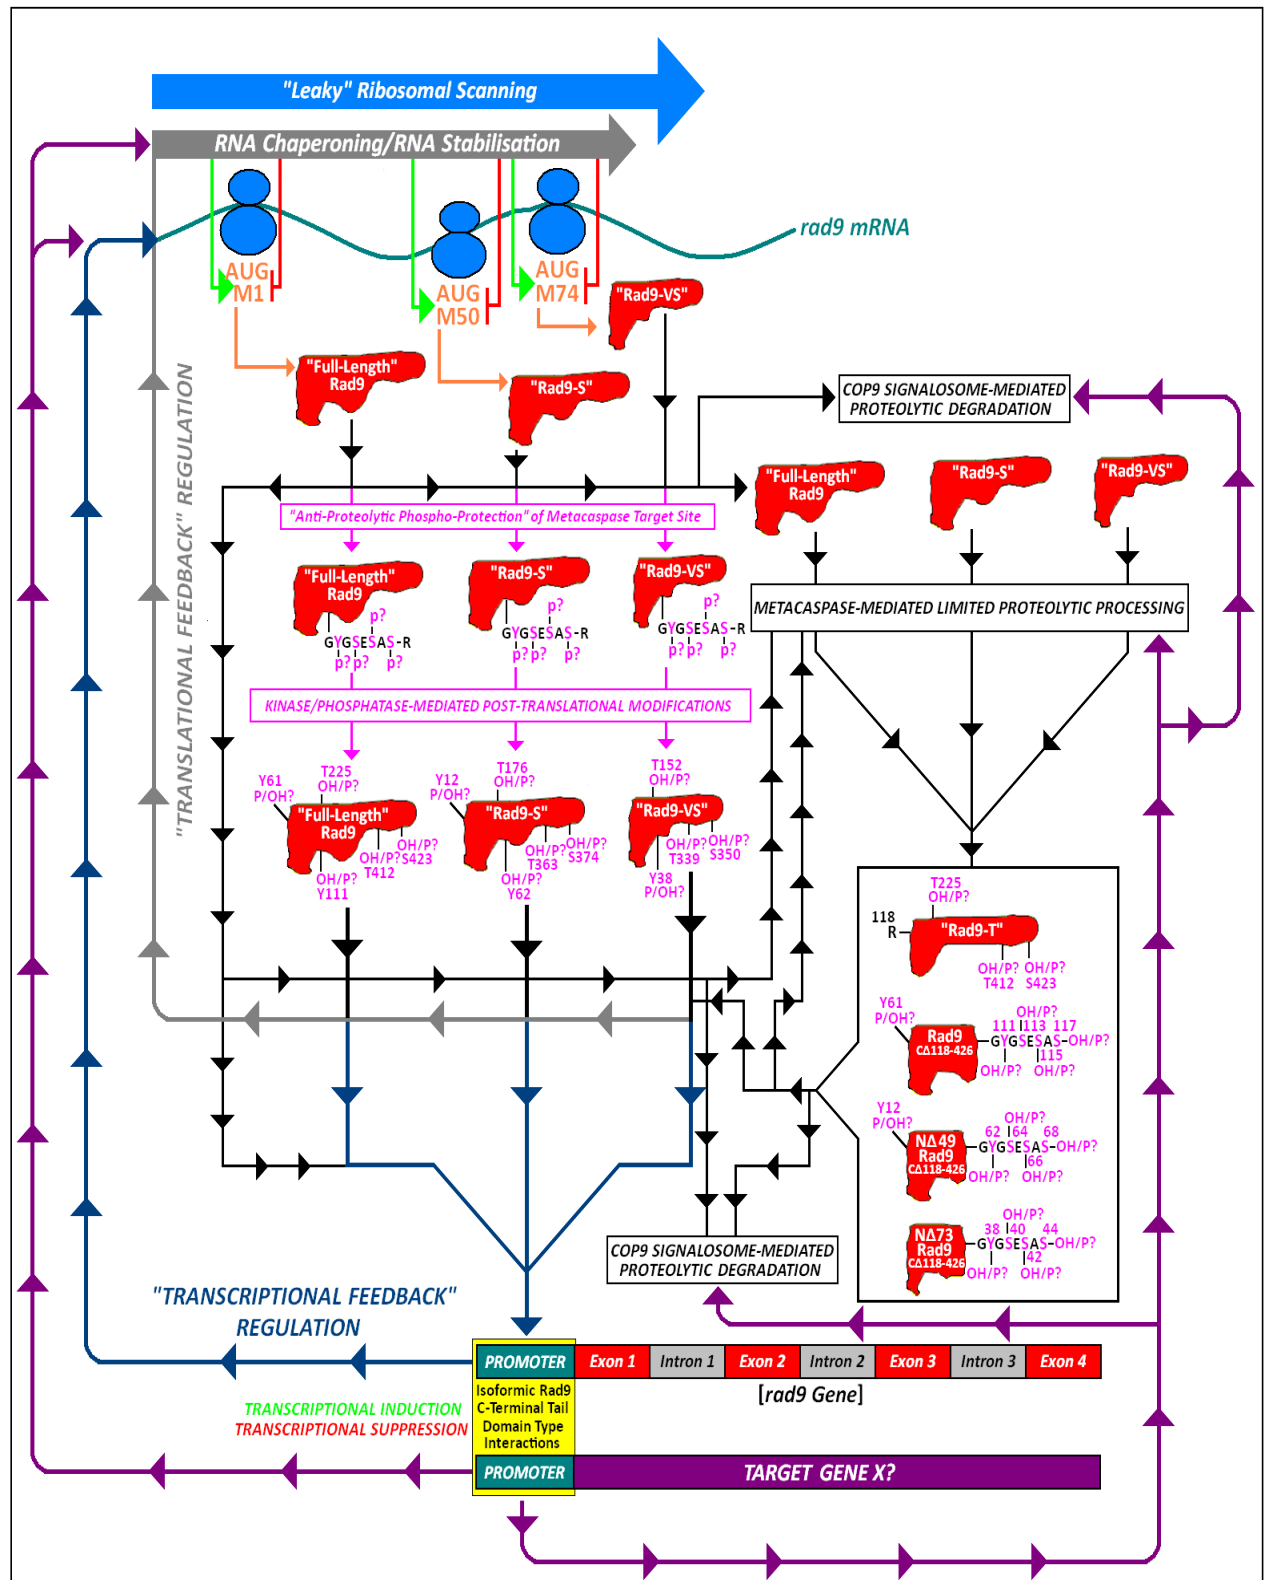 "Leaky" Ribosomal Scanning
RNA Chaperoning/RNA Stabilisation
rad9 mRNA
AUG
M1
AUG
M50
AUG
M74
"Rad9-VS"
"Full-Length"
Rad9
"Rad9-S"
COP9 SIGNALOSOME-MEDIATED
PROTEOLYTIC DEGRADATION
"TRANSLATIONAL FEEDBACK" REGULATION
"Full-Length"
Rad9
"Rad9-S"
"Rad9-VS"
"Anti-Proteolytic Phospho-Protection" of Metacaspase Target Site
"Full-Length"
Rad9
p?
GYGSESAS-R
p? p? p?
"Rad9-S"
p?
GYGSESAS-R
p? p? p?
"Rad9-VS"
p?
GYGSESAS-R
p? p? p?
METACASPASE-MEDIATED LIMITED PROTEOLYTIC PROCESSING
KINASE/PHOSPHATASE-MEDIATED POST-TRANSLATIONAL MODIFICATIONS
Y61
P/OH?
T225
OH/P?
"Full-Length"
Rad9
OH/P?
S423
OH/P?
T412
OH/P?
Y111
Y12
P/OH?
T176
OH/P?
"Rad9-S"
OH/P?
S374
OH/P?
T363
OH/P?
Y62
T152
OH/P?
"Rad9-VS"
OH/P?
S350
OH/P?
T339
Y38
P/OH?
T225
OH/P?
118
R
"Rad9-T"
OH/P? OH/P?
T412 S423
Y61
P/OH?
Rad9
CΔ118-426
OH/P?
111 113 117
GYGSESAS-OH/P?
115
OH/P? OH/P?
Y12
P/OH?
NΔ49
Rad9
CΔ118-426
OH/P?
62 64 68
GYGSESAS-OH/P?
66
OH/P? OH/P?
NΔ73
Rad9
CΔ118-426
OH/P?
38 40 44
GYGSESAS-OH/P?
42
OH/P? OH/P?
COP9 SIGNALOSOME-MEDIATED
PROTEOLYTIC DEGRADATION
"TRANSCRIPTIONAL FEEDBACK"
REGULATION
PROMOTER Exon 1 Intron 1 Exon 2 Intron 2 Exon 3 Intron 3 Exon 4
[rad9 Gene]
Isoformic Rad9
C-Terminal Tail
Domain Type
Interactions
TRANSCRIPTIONAL INDUCTION
TRANSCRIPTIONAL SUPPRESSION
PROMOTER TARGET GENE X?